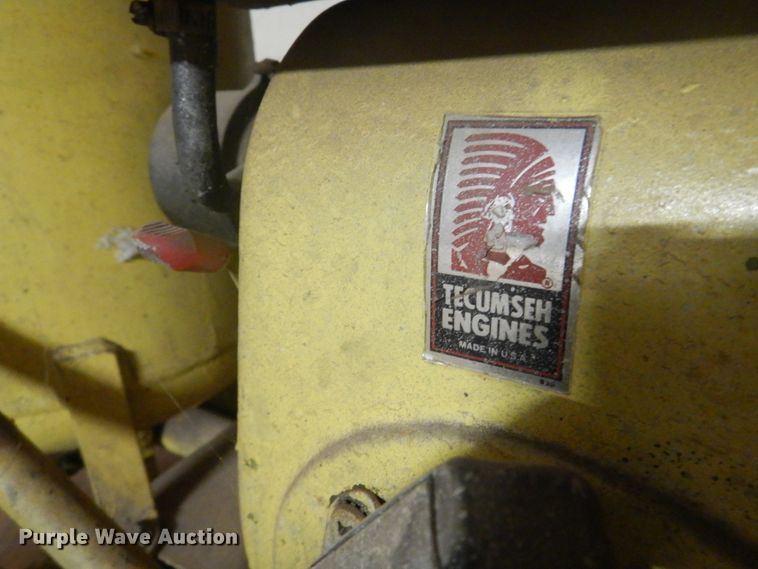 TECUMSEH
ENGINES
MADE IN U.S.A.
Purple Wave Auction